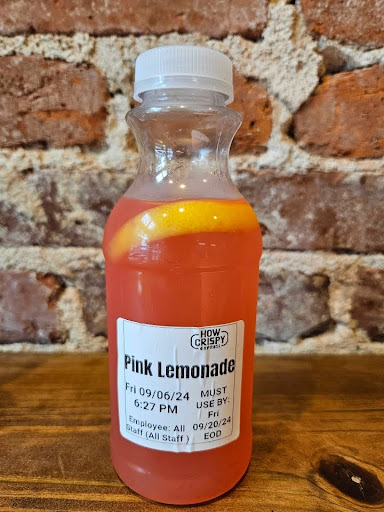 HOW
CRISPY
Pink Lemonade
Fri 09/06/24
6:27 PM
Employee: All
Staff (All Staff )
MUST
USE BY:
Fri
09/20/24
EOD